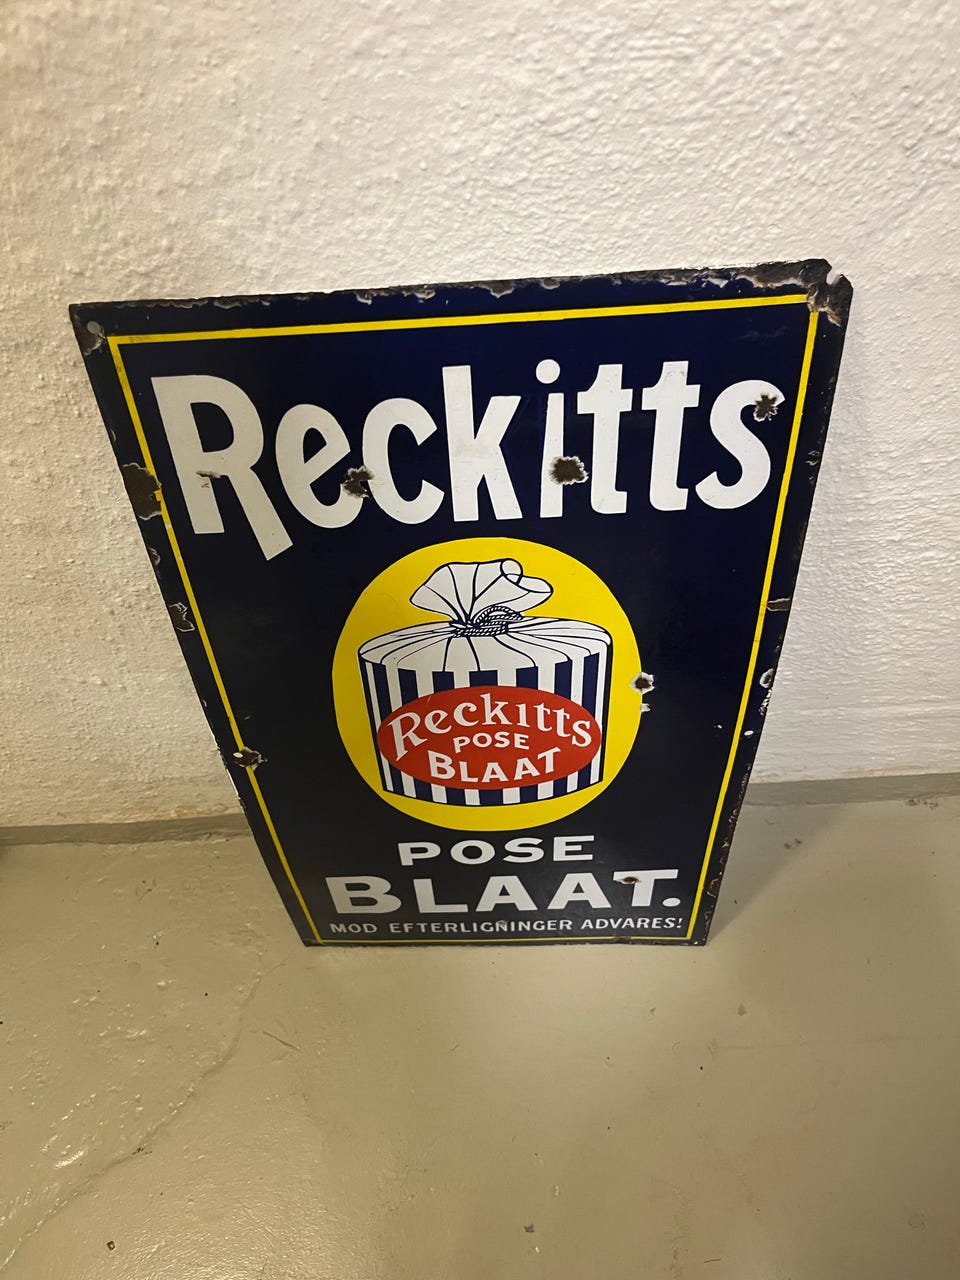 Reckitts
Reckitts
POSE
BLAAT
POSE
BLAAT.
MOD EFTERLIGNINGER ADVARES!